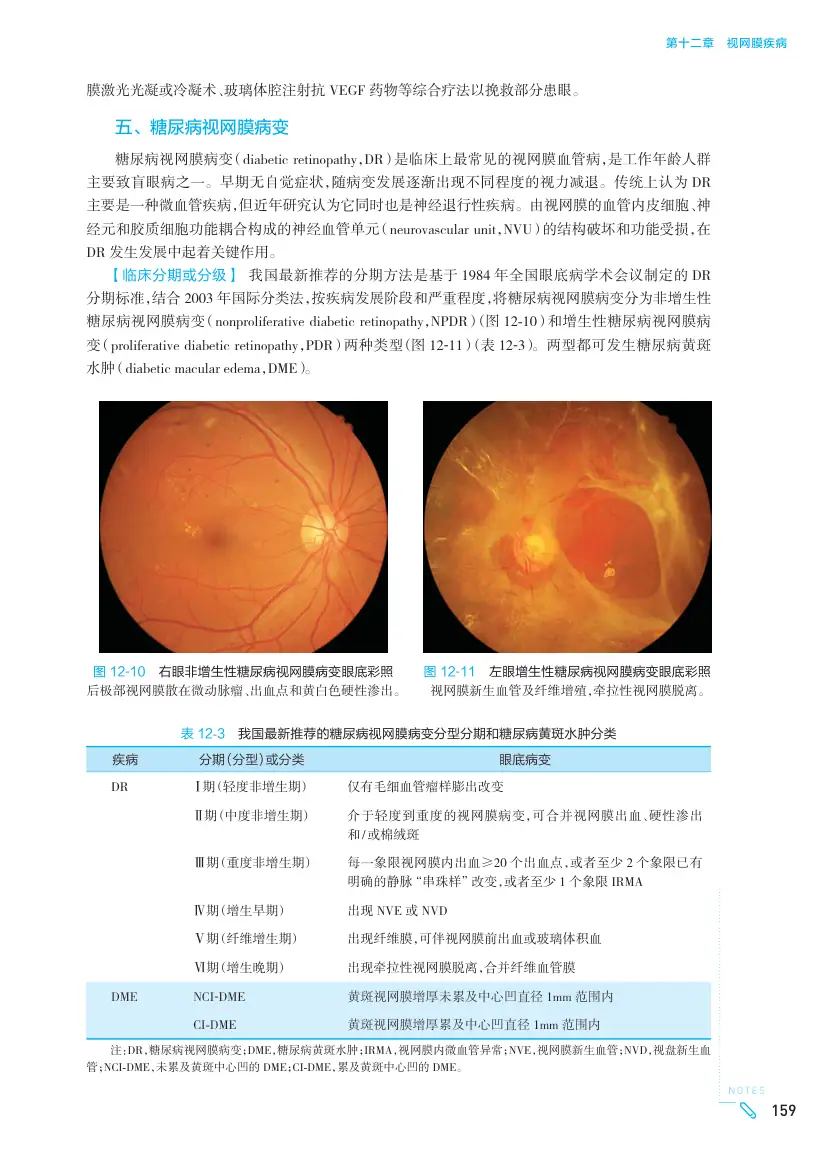 第十二章 视网膜疾病
膜激光光凝或冷凝术、玻璃体腔注射抗 VEGF 药物等综合疗法以挽救部分患眼。
五、糖尿病视网膜病变
糖尿病视网膜病变（diabetic retinopathy,DR）是临床上最常见的视网膜血管病,是工作年龄人群
主要致盲眼病之一。早期无自觉症状,随病变发展逐渐出现不同程度的视力减退。传统上认为 DR
主要是一种微血管疾病,但近年研究认为它同时也是神经退行性疾病。由视网膜的血管内皮细胞、神
经元和胶质细胞功能耦合构成的神经血管单元（neurovascular unit,NVU）的结构破坏和功能受损,在
DR 发生发展中起着关键作用。
【临床分期或分级】 我国最新推荐的分期方法是基于 1984 年全国眼底病学术会议制定的 DR
分期标准,结合 2003 年国际分类法,按疾病发展阶段和严重程度,将糖尿病视网膜病变分为非增生性
糖尿病视网膜病变（nonproliferative diabetic retinopathy,NPDR）（图 12-10）和增生性糖尿病视网膜病
变（proliferative diabetic retinopathy,PDR）两种类型（图 12-11）（表 12-3）。两型都可发生糖尿病黄斑
水肿（diabetic macular edema,DME）。
图 12-10 右眼非增生性糖尿病视网膜病变眼底彩照
后极部视网膜散在微动脉瘤、出血点和黄白色硬性渗出。
图 12-11 左眼增生性糖尿病视网膜病变眼底彩照
视网膜新生血管及纤维增殖,牵拉性视网膜脱离。
表 12-3 我国最新推荐的糖尿病视网膜病变分型分期和糖尿病黄斑水肿分类
疾病 分期（分型）或分类 眼底病变
DR Ⅰ期（轻度非增生期） 仅有毛细血管瘤样膨出改变
Ⅱ期（中度非增生期） 介于轻度到重度的视网膜病变,可合并视网膜出血、硬性渗出
和/或棉绒斑
Ⅲ期（重度非增生期） 每一象限视网膜内出血≥20 个出血点,或者至少 2 个象限已有
明确的静脉“串珠样”改变,或者至少 1 个象限 IRMA
Ⅳ期（增生早期） 出现 NVE 或 NVD
Ⅴ期（纤维增生期） 出现纤维膜,可伴视网膜前出血或玻璃体积血
Ⅵ期（增生晚期） 出现牵拉性视网膜脱离,合并纤维血管膜
DME NCI-DME 黄斑视网膜增厚未累及中心凹直径 1mm 范围内
CI-DME 黄斑视网膜增厚累及中心凹直径 1mm 范围内
注:DR,糖尿病视网膜病变;DME,糖尿病黄斑水肿;IRMA,视网膜内微血管异常;NVE,视网膜新生血管;NVD,视盘新生血
管;NCI-DME,未累及黄斑中心凹的 DME;CI-DME,累及黄斑中心凹的 DME。
NOTES
159